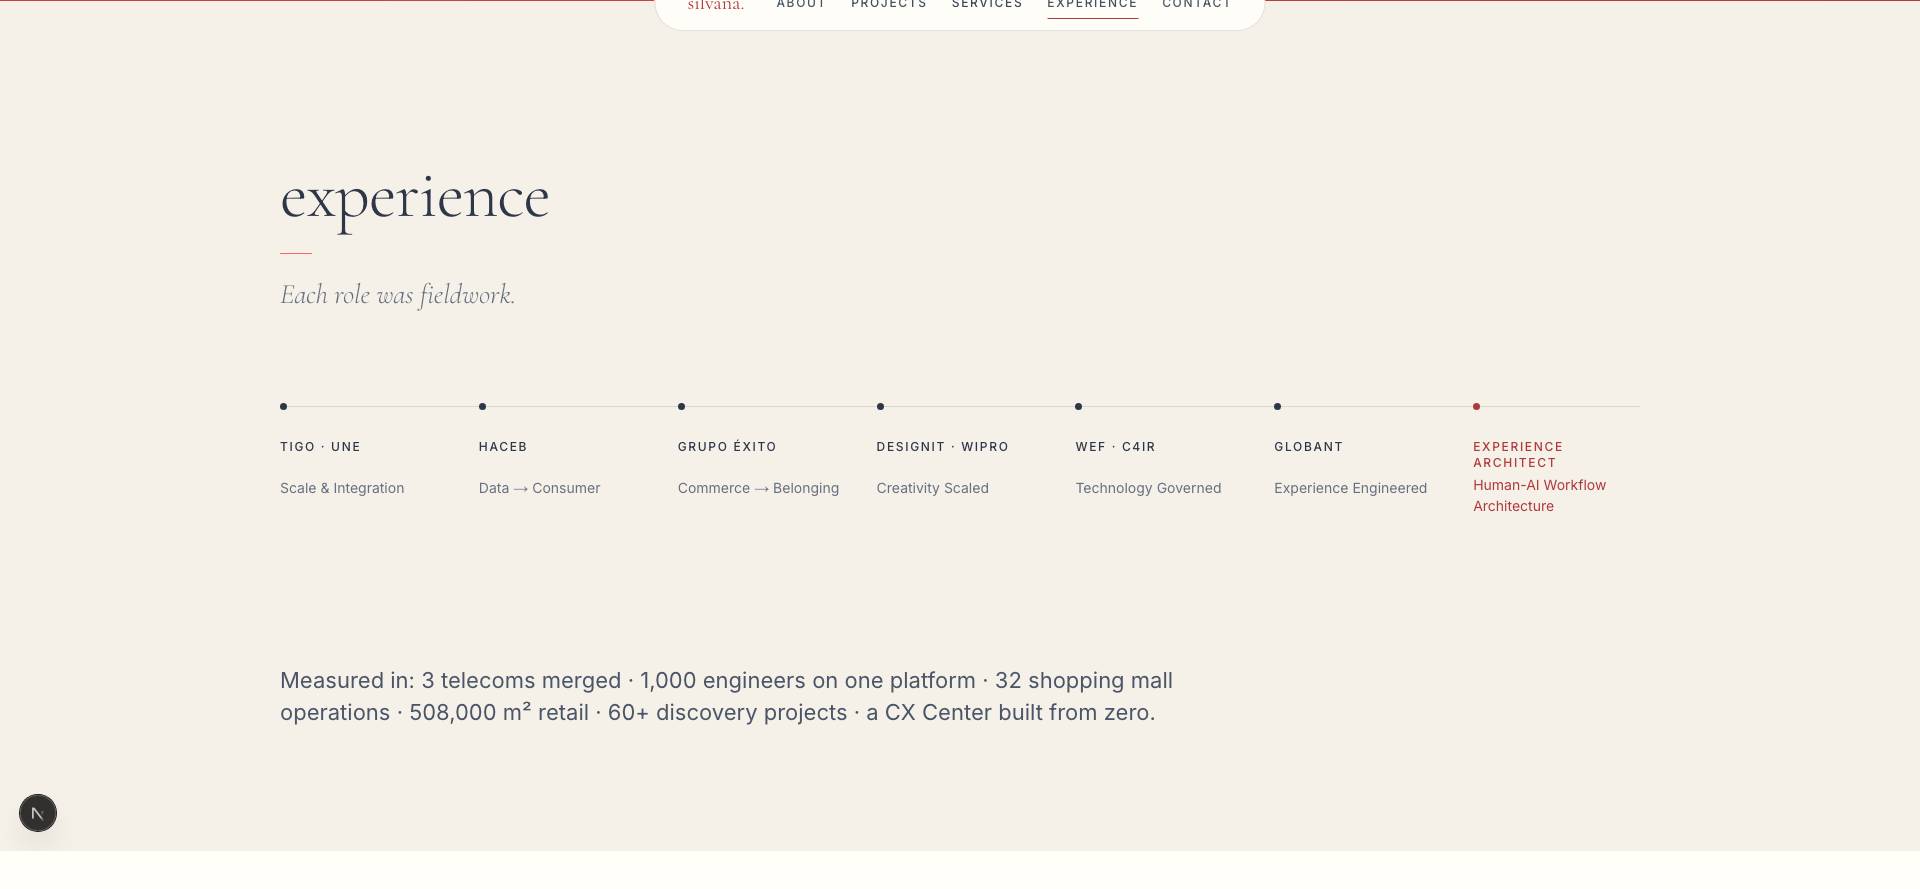 silvana. ABOUT PROJECTS SERVICES EXPERIENCE CONTACT
experience
Each role was fieldwork.
TIGO · UNE
Scale & Integration
HACEB
Data → Consumer
GRUPO ÉXITO
Commerce → Belonging
DESIGNIT · WIPRO
Creativity Scaled
WEF · C4IR
Technology Governed
GLOBANT
Experience Engineered
EXPERIENCE
ARCHITECT
Human-AI Workflow
Architecture
Measured in: 3 telecoms merged · 1,000 engineers on one platform · 32 shopping mall
operations · 508,000 m² retail · 60+ discovery projects · a CX Center built from zero.
N